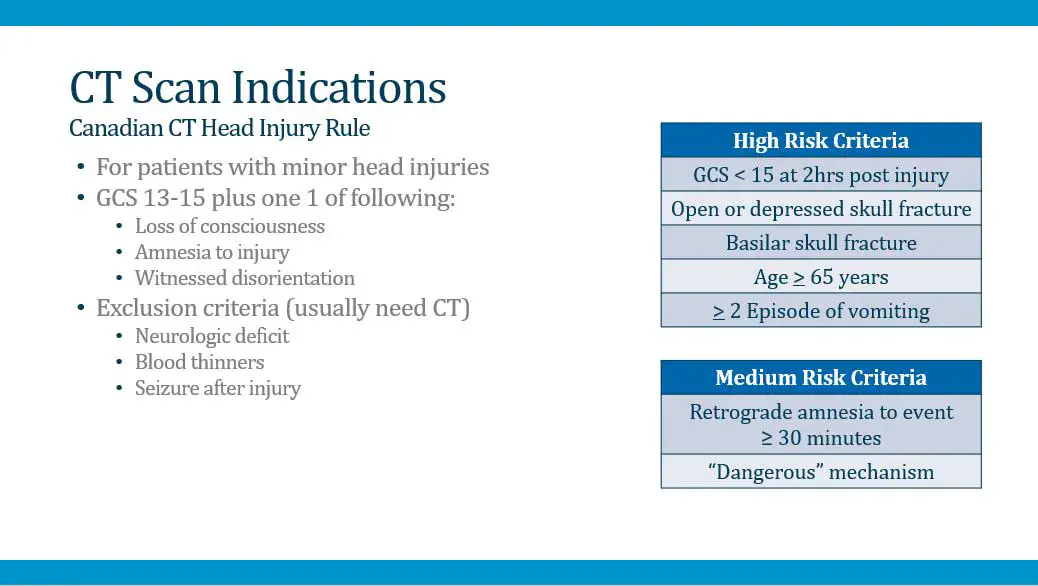 CT Scan Indications
Canadian CT Head Injury Rule
• For patients with minor head injuries
• GCS 13-15 plus one 1 of following:
• Loss of consciousness
• Amnesia to injury
• Witnessed disorientation
• Exclusion criteria (usually need CT)
• Neurologic deficit
• Blood thinners
• Seizure after injury
High Risk Criteria
GCS < 15 at 2hrs post injury
Open or depressed skull fracture
Basilar skull fracture
Age ≥ 65 years
≥ 2 Episode of vomiting
Medium Risk Criteria
Retrograde amnesia to event
≥ 30 minutes
“Dangerous” mechanism